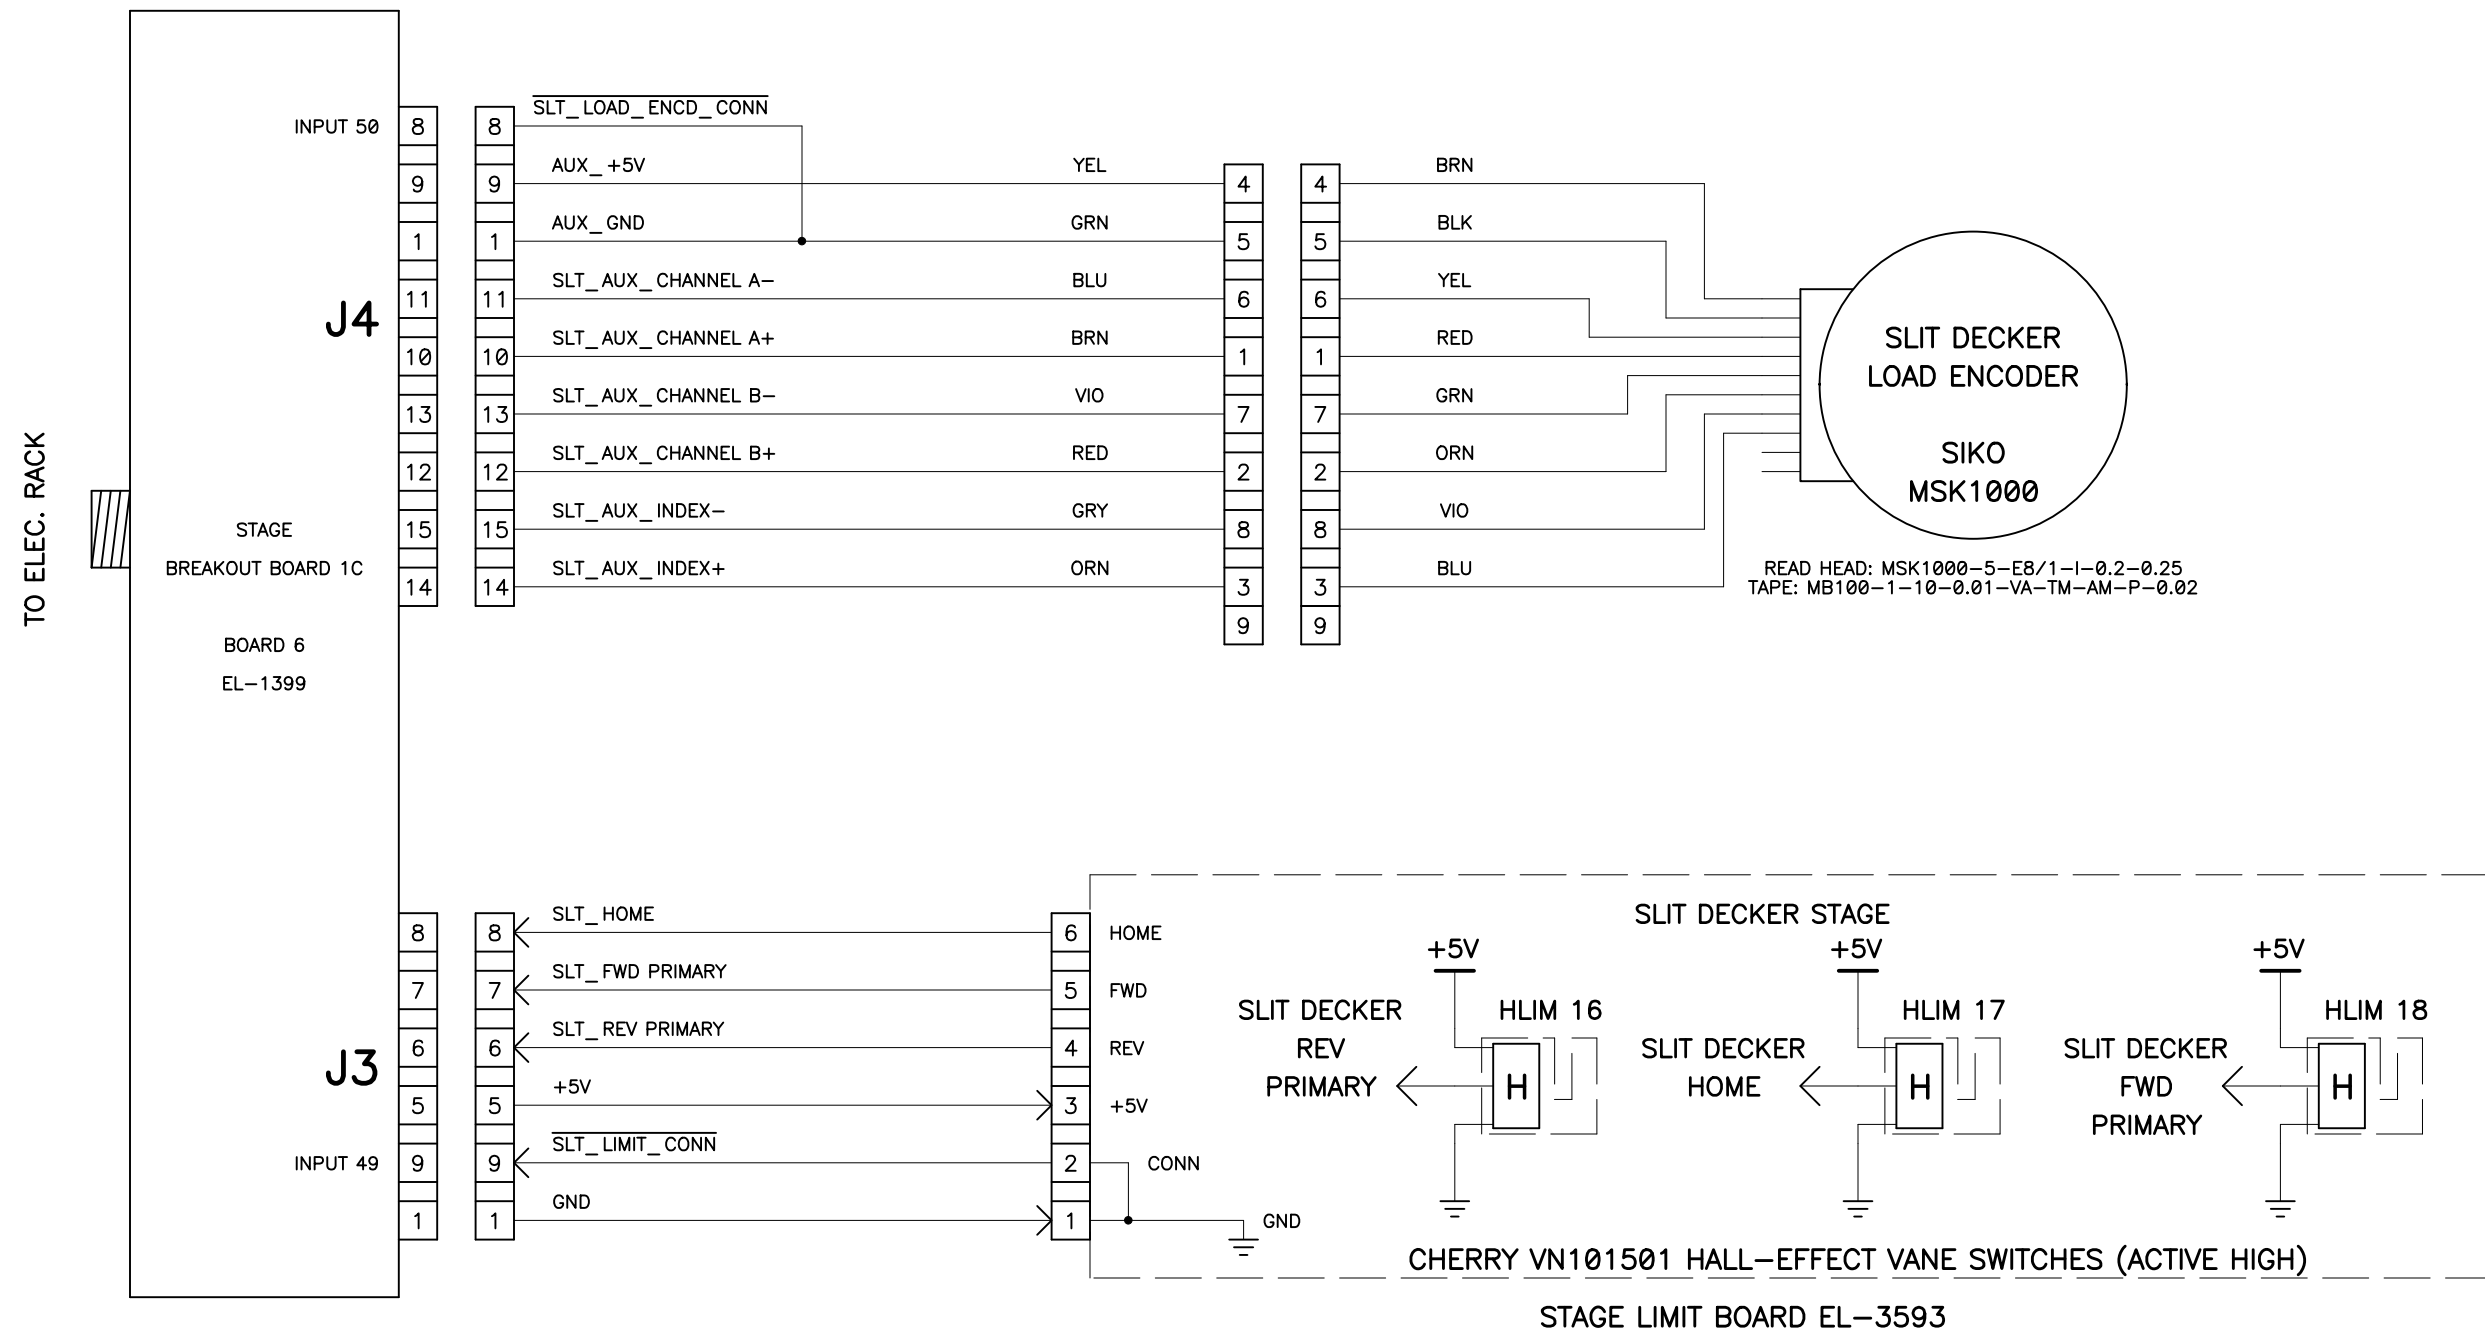 TO ELEC. RACK
STAGE
BREAKOUT BOARD 1C
BOARD 6
EL-1399
J4
INPUT 50
8 8 SLT_LOAD_ENCD_CONN
9 9 AUX_+5V YEL 4 4 BRN
1 1 AUX_GND GRN 5 5 BLK
11 11 SLT_AUX_CHANNEL A- BLU 6 6 YEL
10 10 SLT_AUX_CHANNEL A+ BRN 1 1 RED
13 13 SLT_AUX_CHANNEL B- VIO 7 7 GRN
12 12 SLT_AUX_CHANNEL B+ RED 2 2 ORN
15 15 SLT_AUX_INDEX- GRY 8 8 VIO
14 14 SLT_AUX_INDEX+ ORN 3 3 BLU
9 9
SLIT DECKER
LOAD ENCODER
SIKO
MSK1000
READ HEAD: MSK1000-5-E8/1-I-0.2-0.25
TAPE: MB100-1-10-0.01-VA-TM-AM-P-0.02
J3
8 8 SLT_HOME 6 HOME
7 7 SLT_FWD PRIMARY 5 FWD
6 6 SLT_REV PRIMARY 4 REV
5 5 +5V 3 +5V
INPUT 49 9 9 SLT_LIMIT_CONN 2 CONN
1 1 GND 1 GND
SLIT DECKER STAGE
+5V
HLIM 16
SLIT DECKER
REV
PRIMARY
H
+5V
HLIM 17
SLIT DECKER
HOME
H
+5V
HLIM 18
SLIT DECKER
FWD
PRIMARY
H
CHERRY VN101501 HALL-EFFECT VANE SWITCHES (ACTIVE HIGH)
STAGE LIMIT BOARD EL-3593